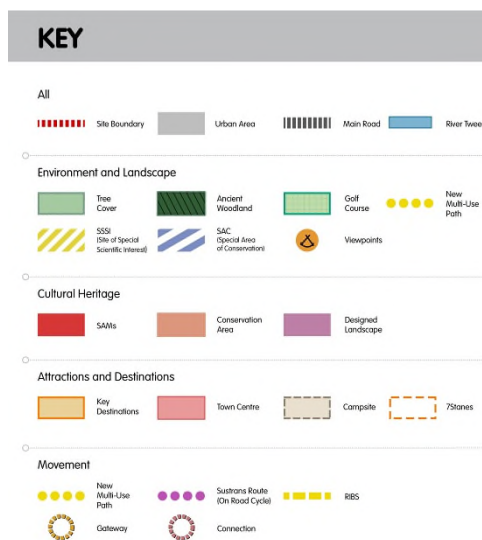 KEY
All
Site Boundary
Urban Area
Main Road
River Twee
Environment and Landscape
Tree
Cover
Ancient
Woodland
Golf
Course
New
Multi-Use
Path
SSSI
(Site of Special
Scientific Interest)
SAC
(Special Area
of Conservation)
Viewpoints
Cultural Heritage
SAMs
Conservation
Area
Designed
Landscape
Attractions and Destinations
Key
Destinations
Town Centre
Campsite
7Stanes
Movement
New
Multi-Use
Path
Sustrans Route
(On Road Cycle)
RIBS
Gateway
Connection